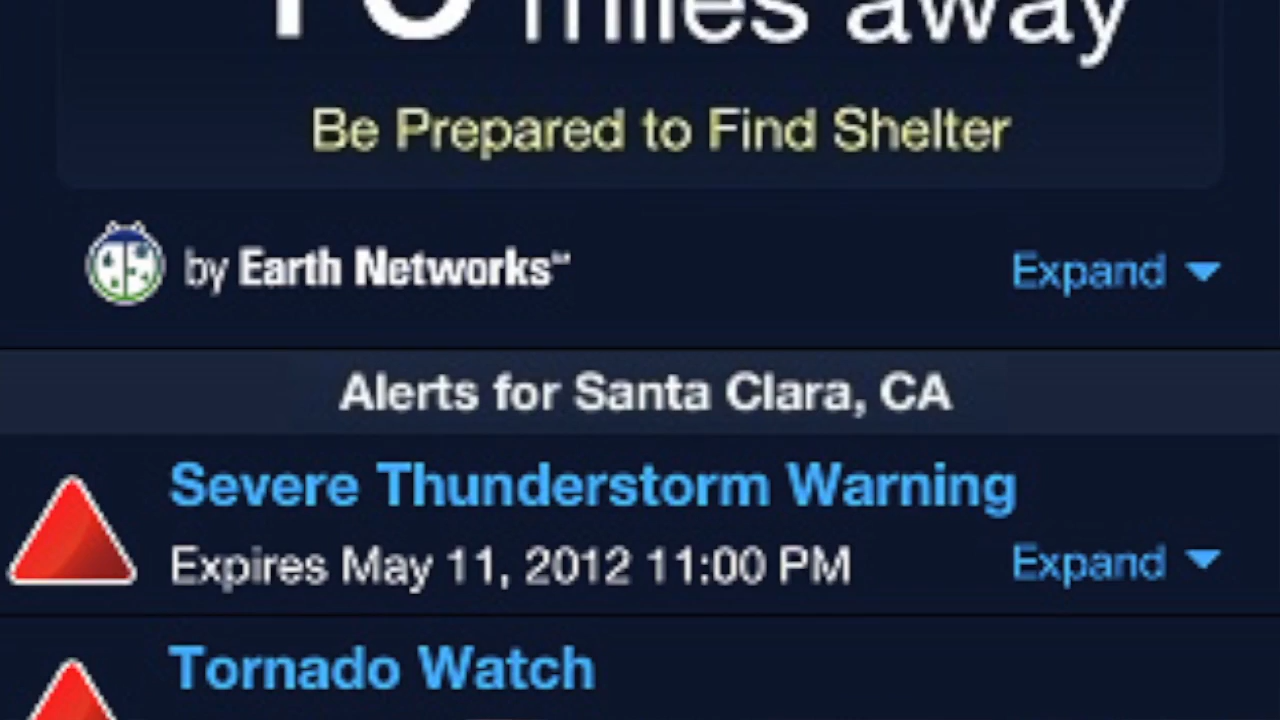 miles away
Be Prepared to Find Shelter
by Earth Networks℠
Expand
Alerts for Santa Clara, CA
Severe Thunderstorm Warning
Expires May 11, 2012 11:00 PM
Expand
Tornado Watch